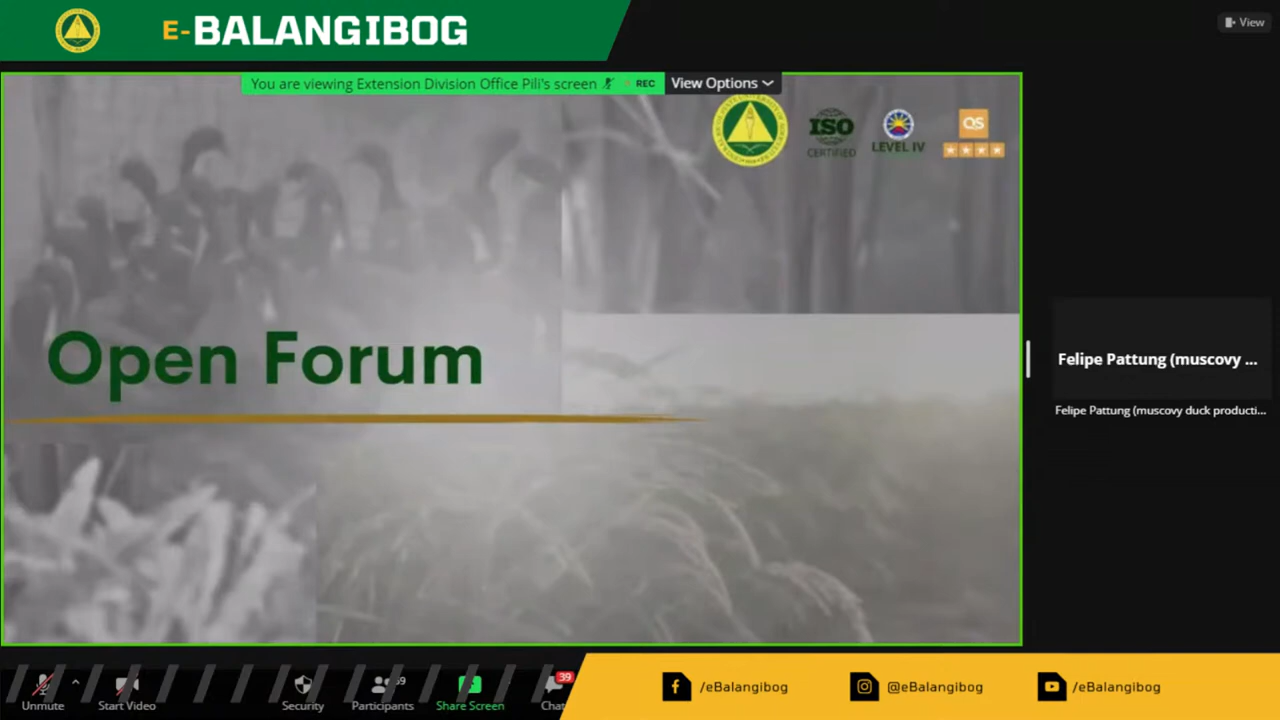 E-BALANGIBOG
View
You are viewing Extension Division Office Pili's screen
REC
View Options
ISO
CERTIFIED
LEVEL IV
QS
Open Forum
Felipe Pattung (muscovy ...
Felipe Pattung (muscovy duck producti...
Unmute
Start Video
Security
Participants
Share Screen
Chat
39
/eBalangibog
@eBalangibog
/eBalangibog